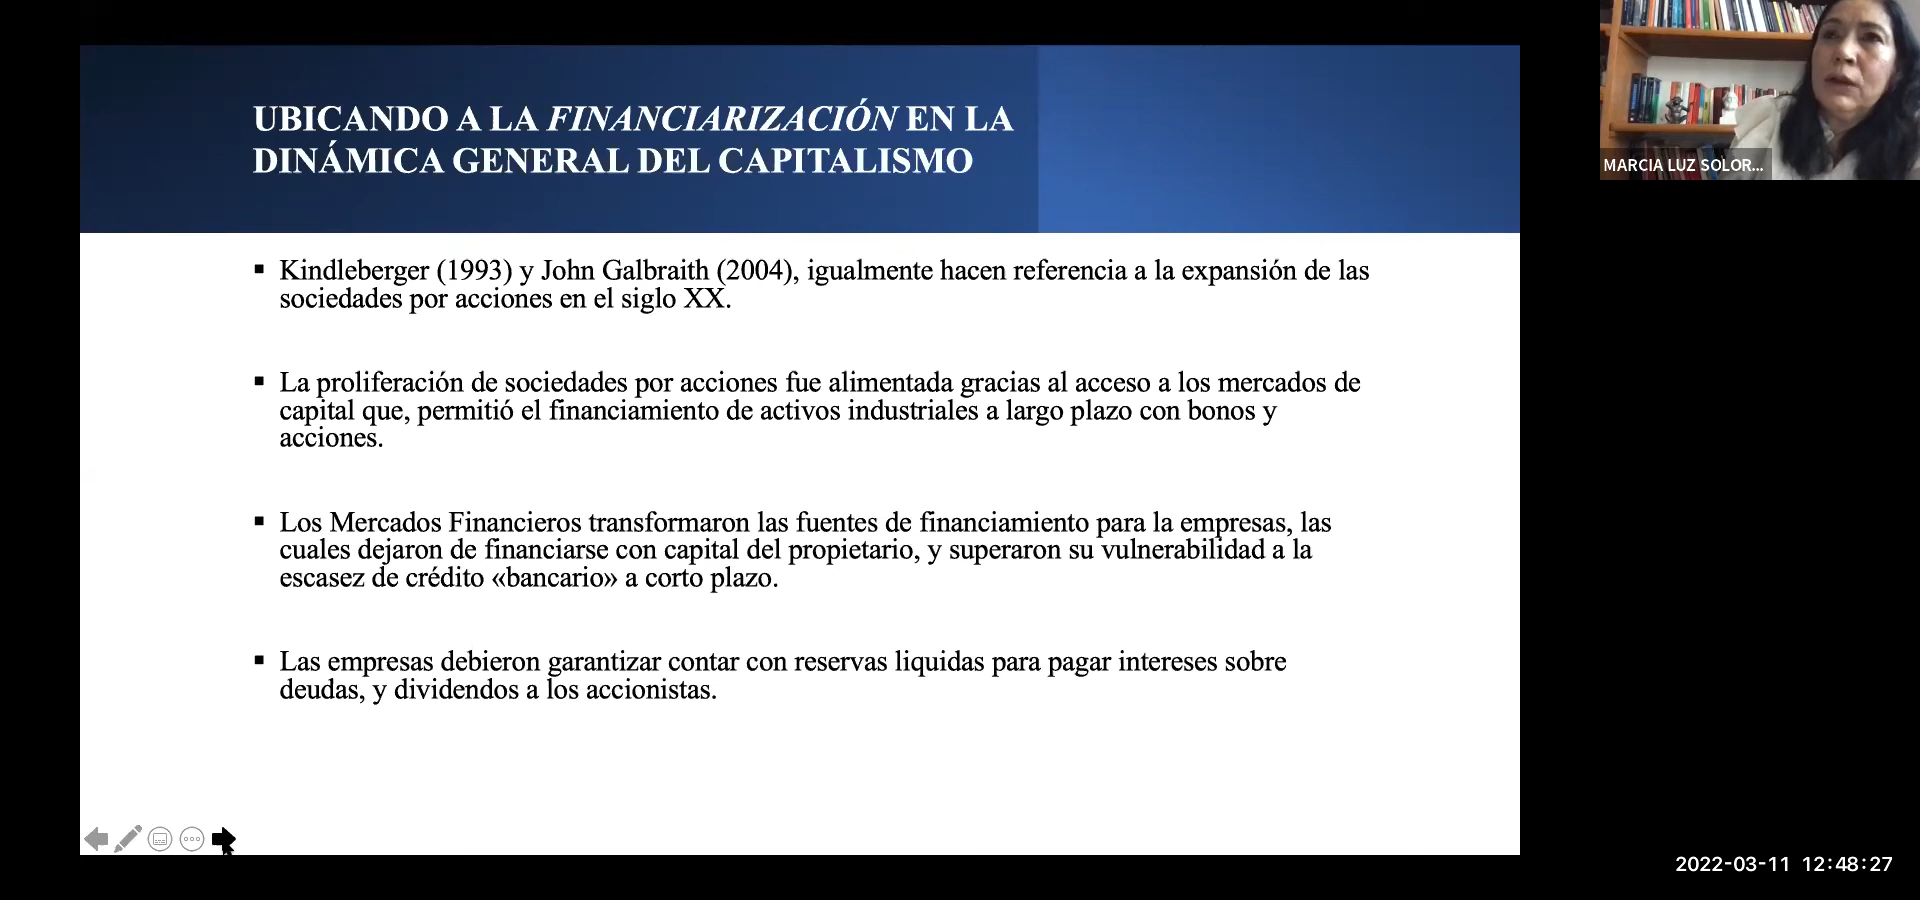 UBICANDO A LA FINANCIARIZACIÓN EN LA
DINÁMICA GENERAL DEL CAPITALISMO
▪ Kindleberger (1993) y John Galbraith (2004), igualmente hacen referencia a la expansión de las
sociedades por acciones en el siglo XX.
▪ La proliferación de sociedades por acciones fue alimentada gracias al acceso a los mercados de
capital que, permitió el financiamiento de activos industriales a largo plazo con bonos y
acciones.
▪ Los Mercados Financieros transformaron las fuentes de financiamiento para la empresas, las
cuales dejaron de financiarse con capital del propietario, y superaron su vulnerabilidad a la
escasez de crédito «bancario» a corto plazo.
▪ Las empresas debieron garantizar contar con reservas liquidas para pagar intereses sobre
deudas, y dividendos a los accionistas.
MARCIA LUZ SOLOR...
2022-03-11 12:48:27